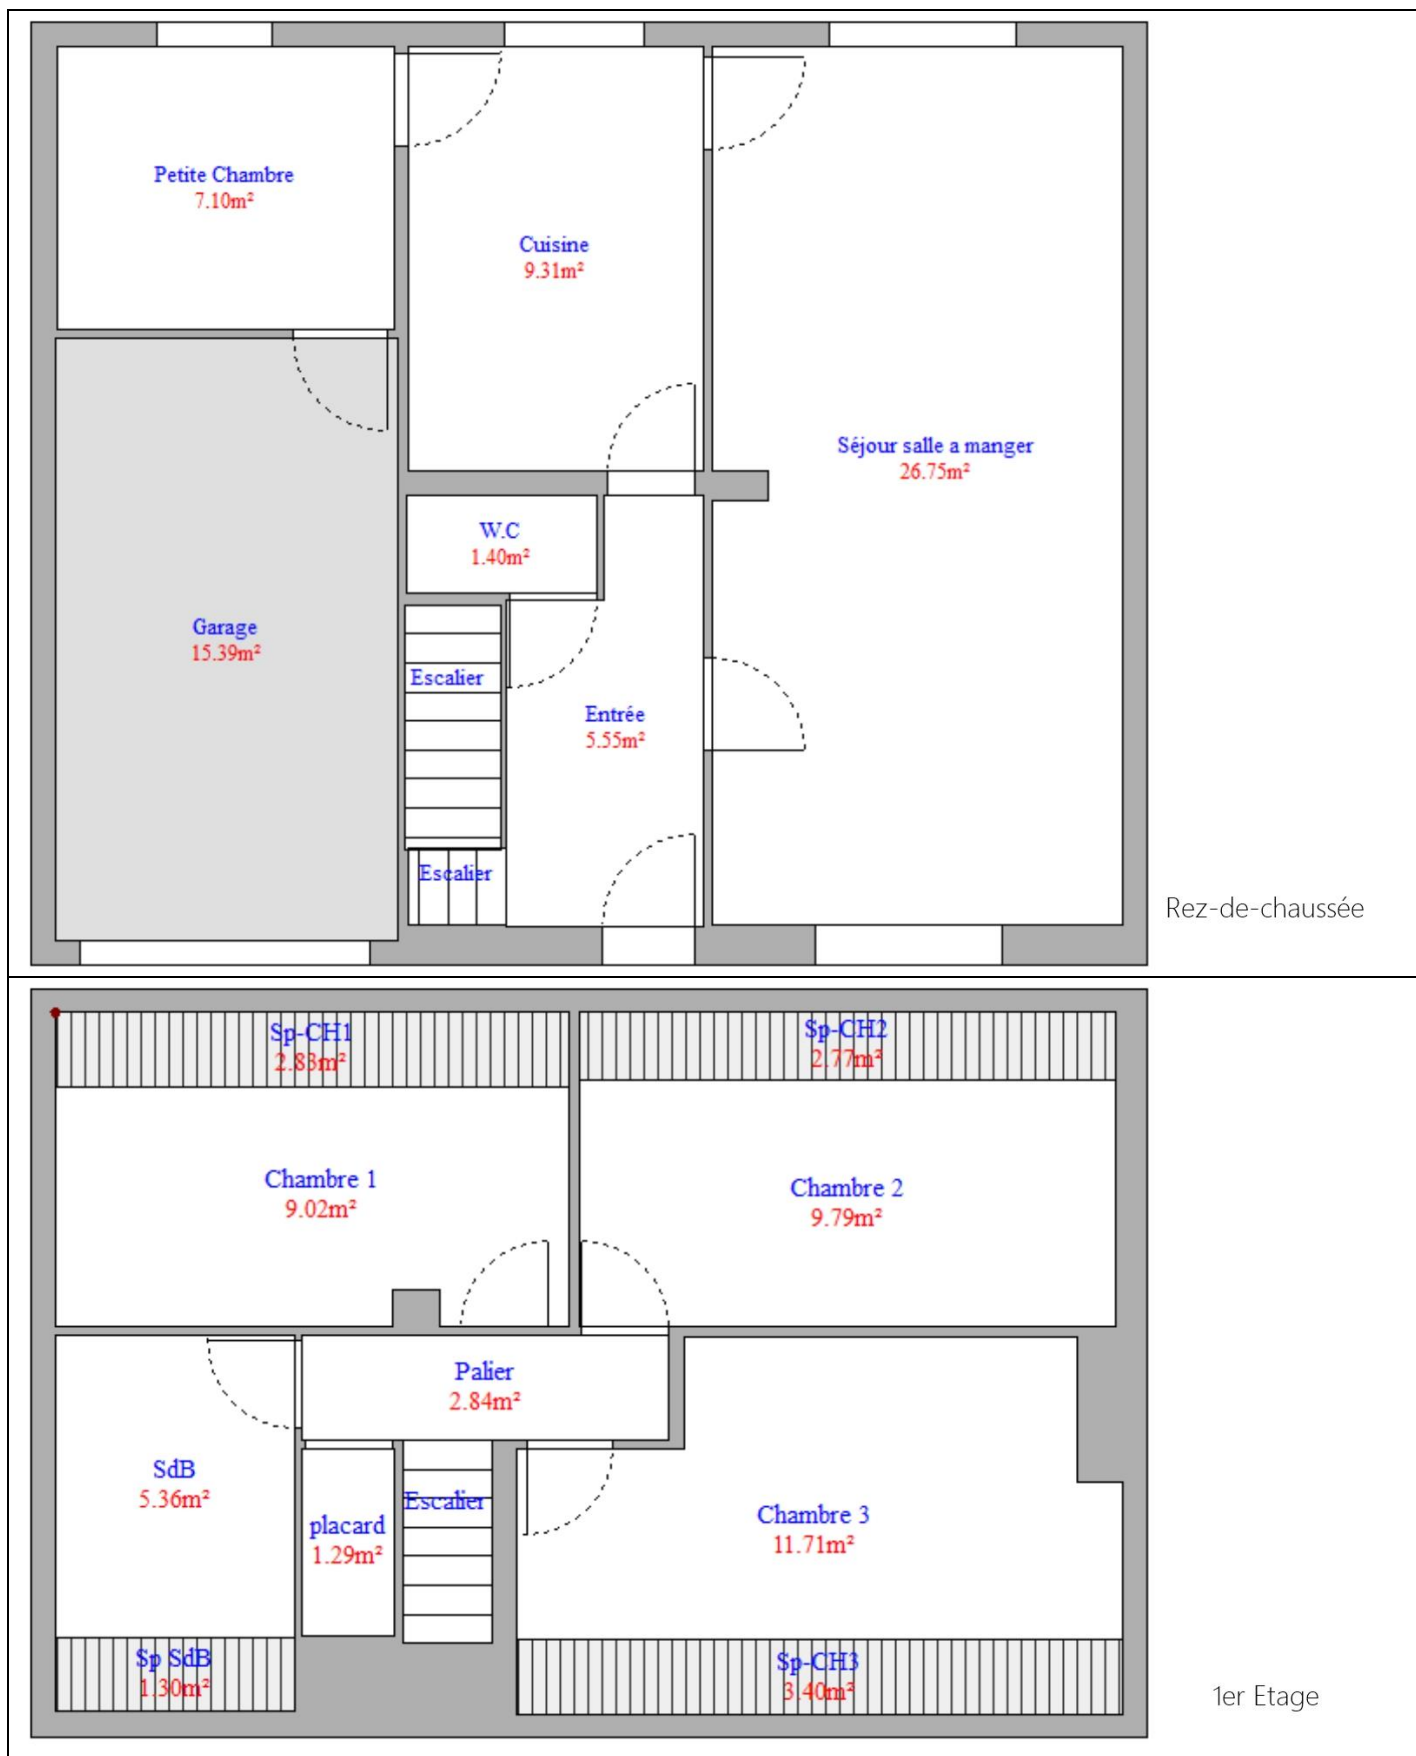 Petite Chambre
7.10m²
Cuisine
9.31m²
Séjour salle a manger
26.75m²
W.C
1.40m²
Garage
15.39m²
Escalier
Entrée
5.55m²
Escalier
Rez-de-chaussée
Sp-CH1
2.83m²
Sp-CH2
2.77m²
Chambre 1
9.02m²
Chambre 2
9.79m²
Palier
2.84m²
SdB
5.36m²
Escalier
placard
1.29m²
Chambre 3
11.71m²
Sp SdB
1.30m²
Sp-CH3
3.40m²
1er Etage